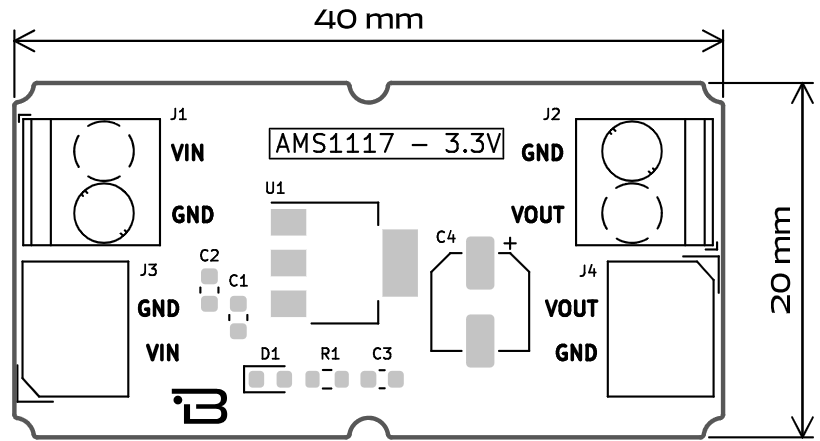 40 mm
J1
J2
AMS1117 - 3.3V
VIN
GND
U1
GND
VOUT
20 mm
C4
+
C2
J3
J4
C1
GND
VOUT
VIN
GND
D1
R1
C3
iB